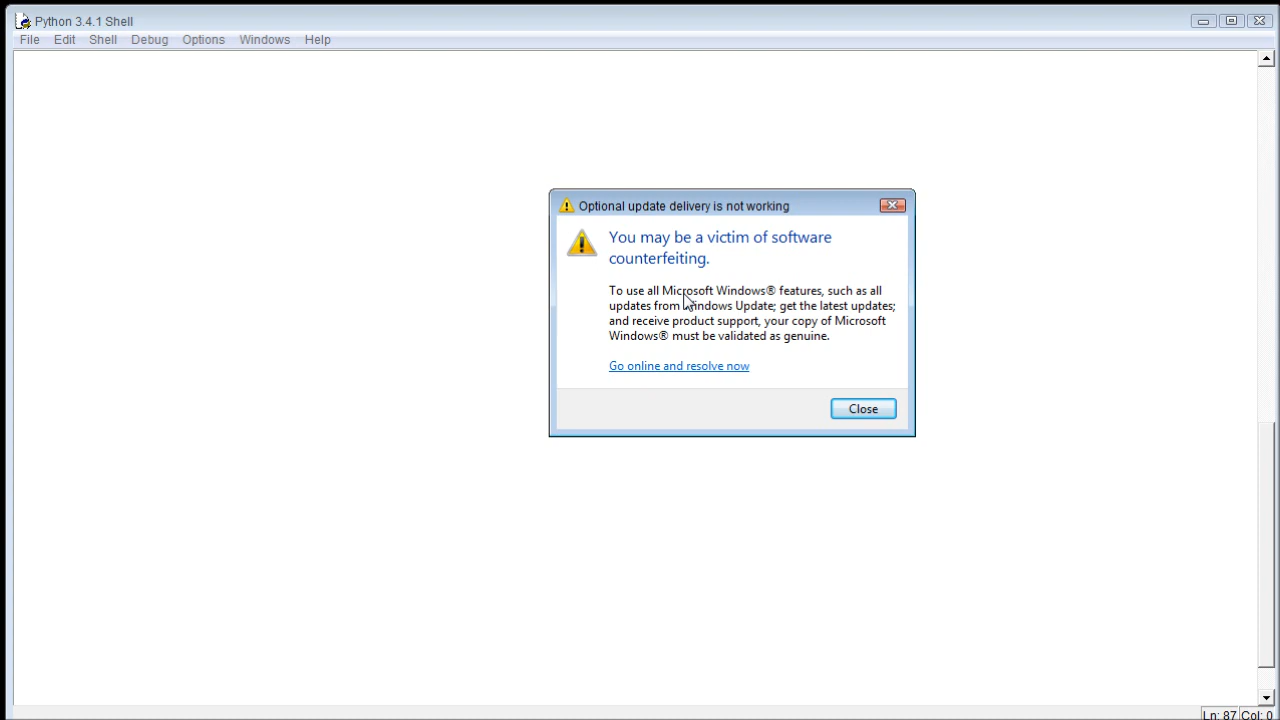 Python 3.4.1 Shell
File Edit Shell Debug Options Windows Help
Optional update delivery is not working
You may be a victim of software
counterfeiting.
To use all Microsoft Windows® features, such as all
updates from Windows Update; get the latest updates;
and receive product support, your copy of Microsoft
Windows® must be validated as genuine.
Go online and resolve now
Close
Ln: 87 Col: 0